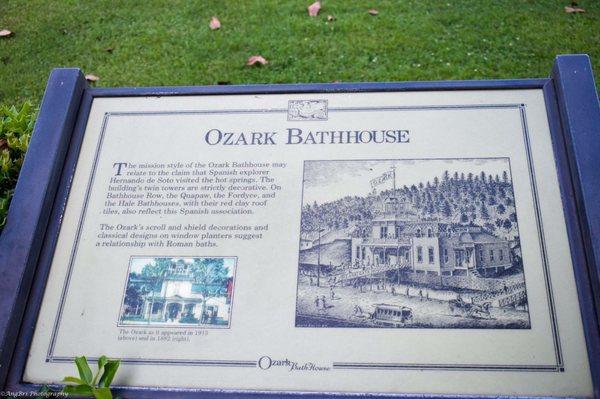 OZARK BATHHOUSE
The mission style of the Ozark Bathhouse may
relate to the claim that Spanish explorer
Hernando de Soto visited the hot springs. The
building's twin towers are strictly decorative. On
Bathhouse Row, the Quapaw, the Fordyce, and
the Hale Bathhouses, with their red clay roof
tiles, also reflect this Spanish association.
The Ozark's scroll and shield decorations and
classical designs on window planters suggest
a relationship with Roman baths.
OZARK
The Ozark as it appeared in 1915
(above) and in 1882 (right).
Ozark BathHouse
©AngBrs Photography